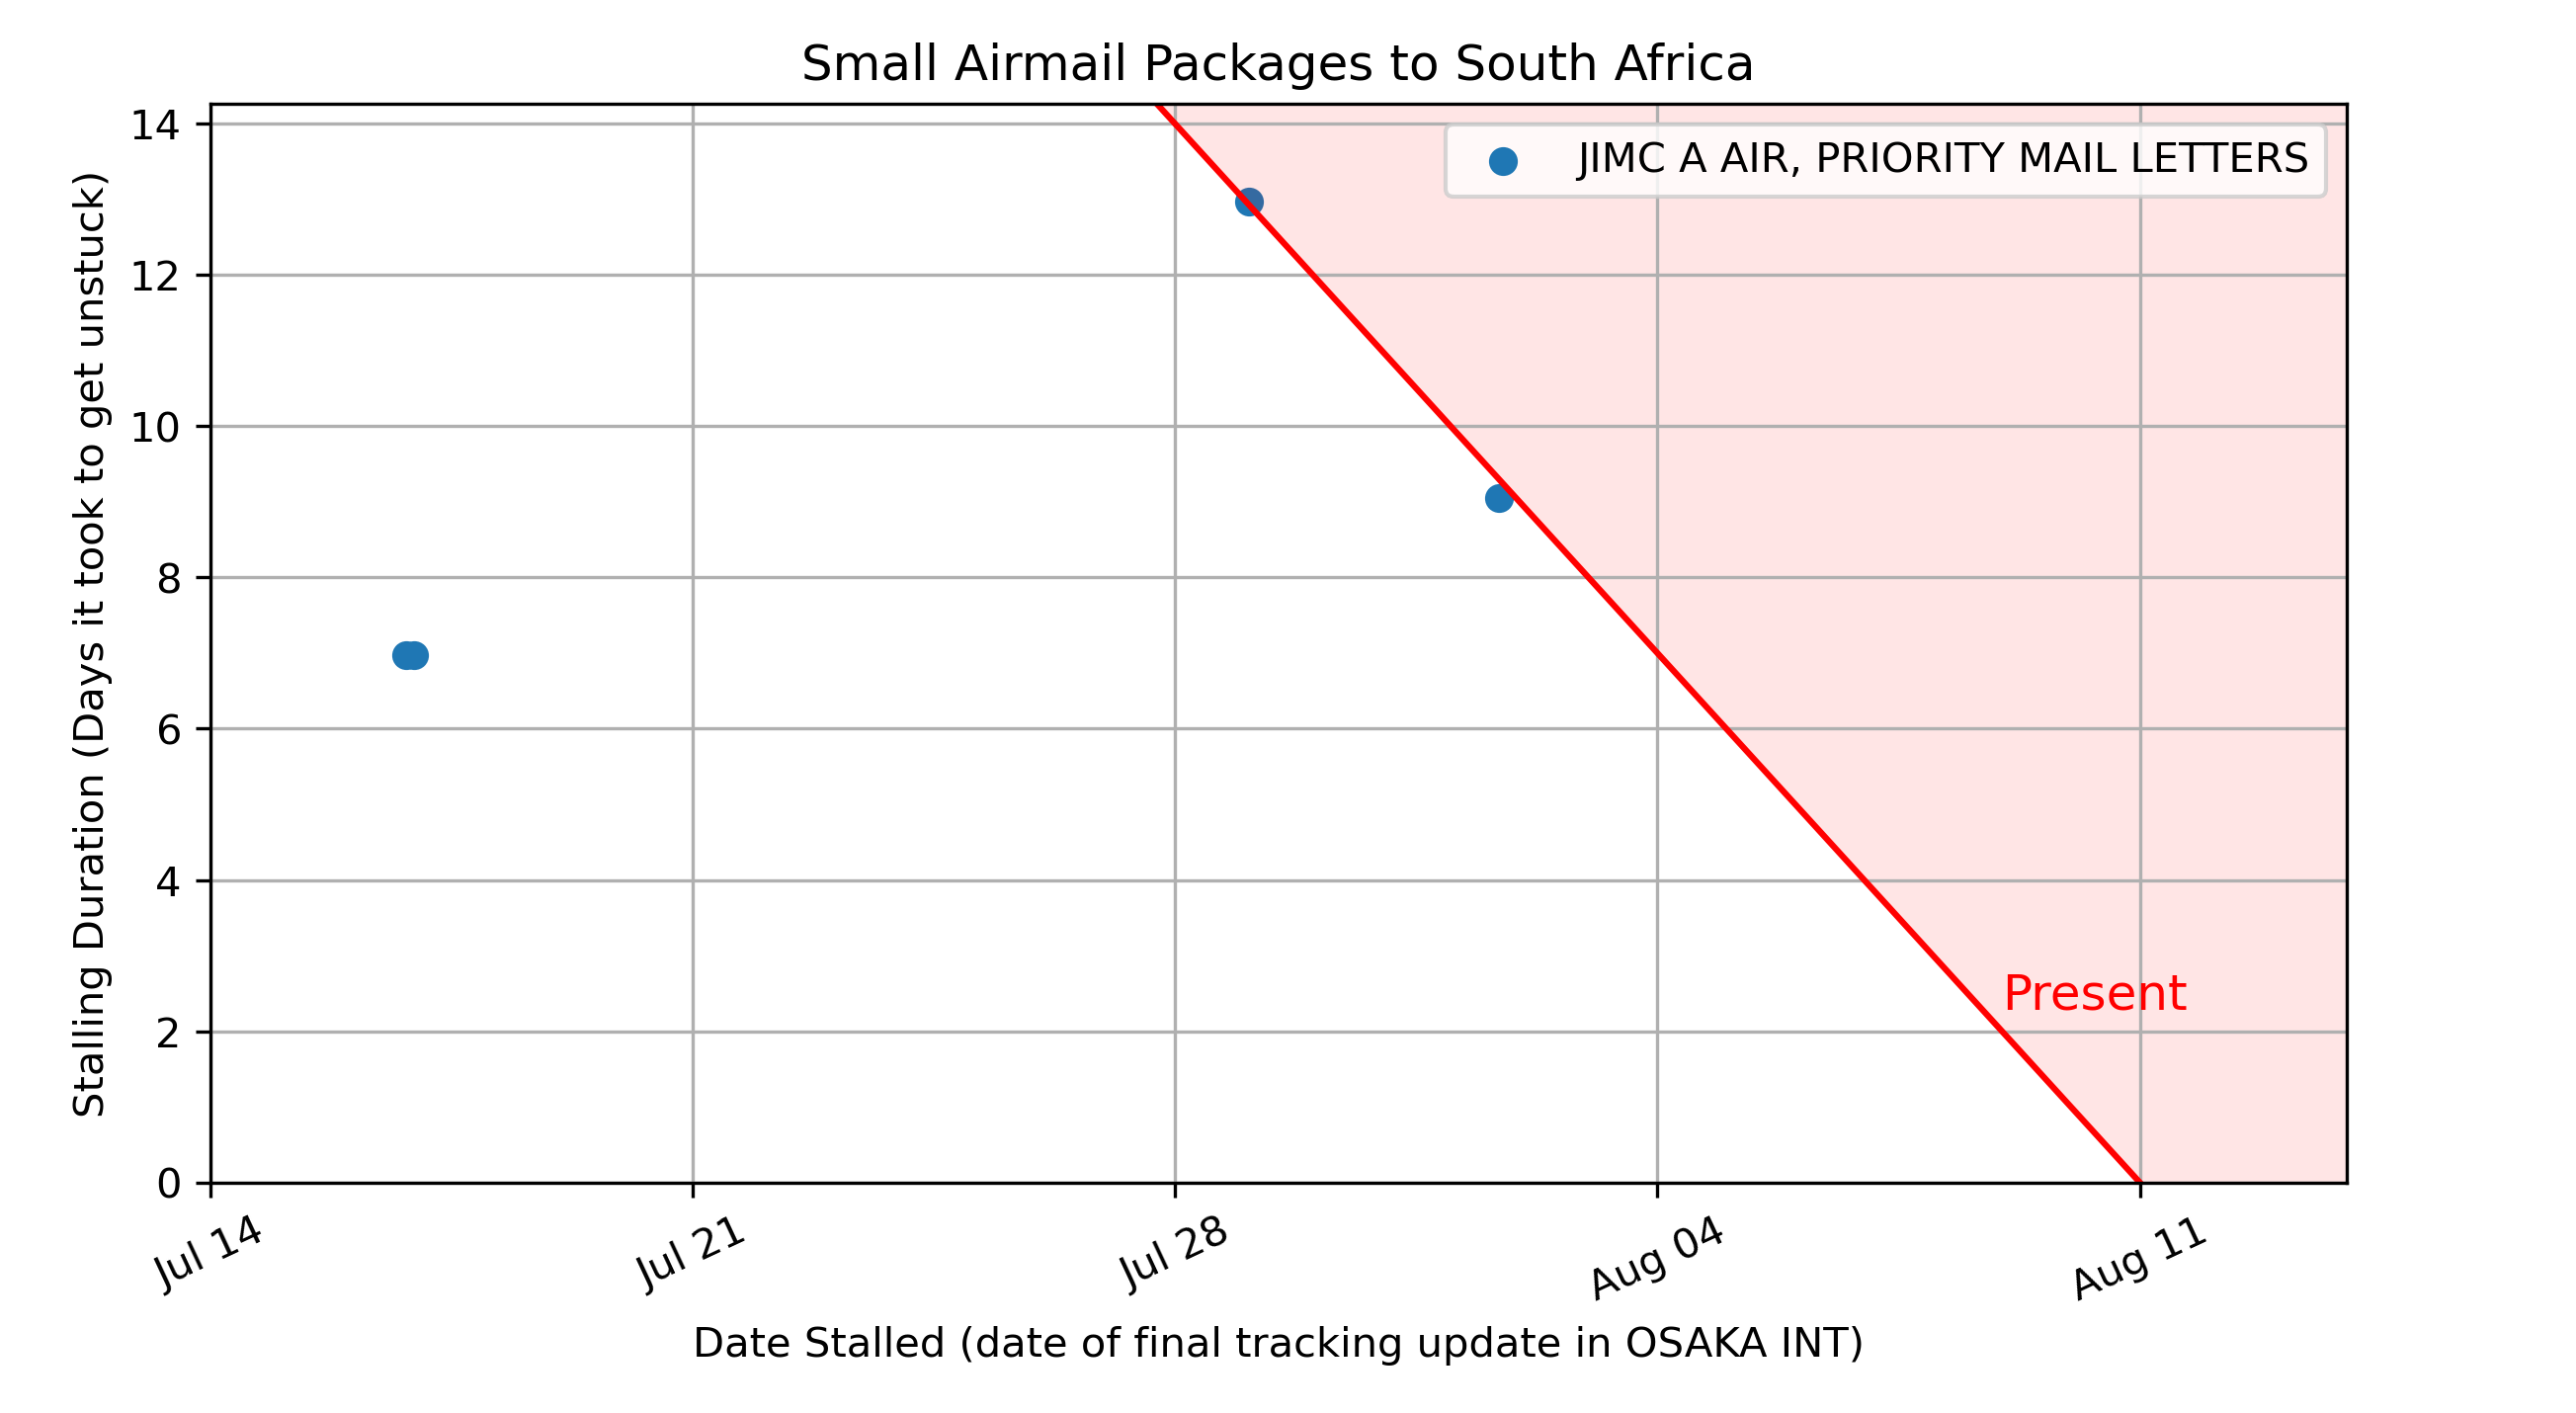 Small Airmail Packages to South Africa
JIMC A AIR, PRIORITY MAIL LETTERS
Stalling Duration (Days it took to get unstuck)
14
12
10
8
6
4
2
0
Present
Jul 14
Jul 21
Jul 28
Aug 04
Aug 11
Date Stalled (date of final tracking update in OSAKA INT)